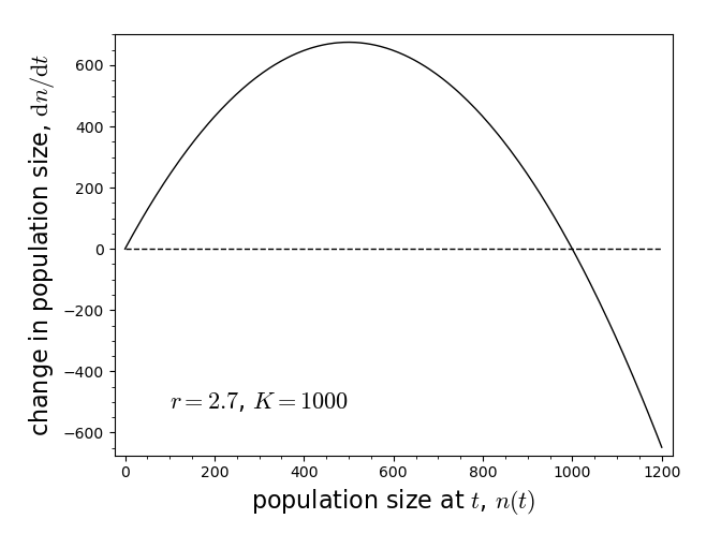 change in population size, dn/dt
600
400
200
0
−200
−400
−600
r = 2.7, K = 1000
0 200 400 600 800 1000 1200
population size at t, n(t)